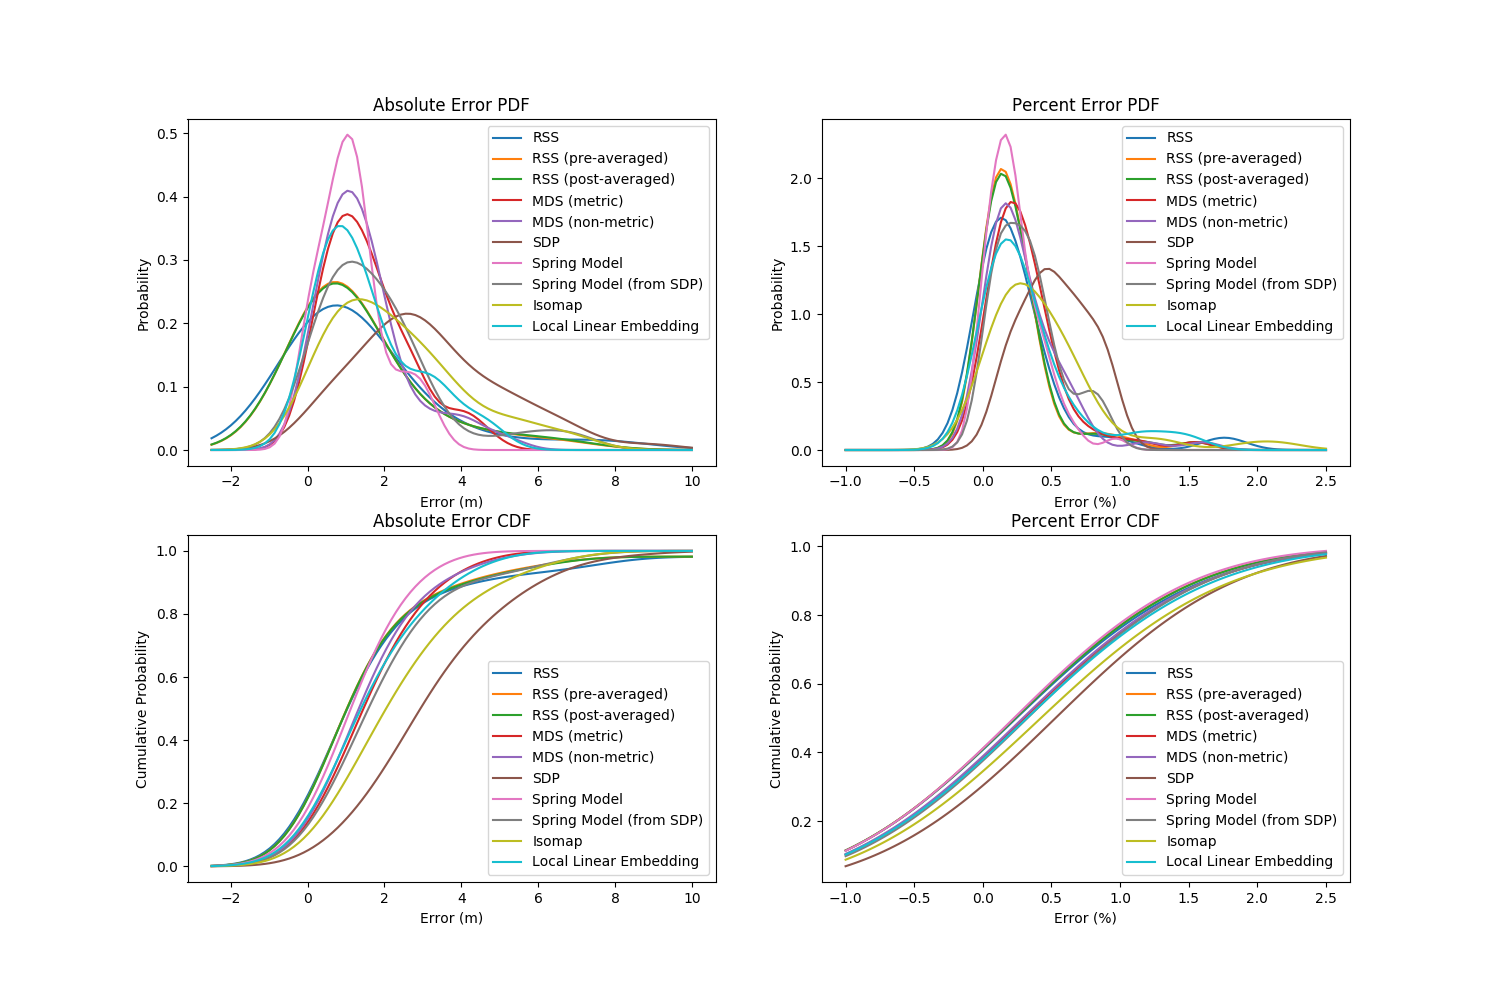 Absolute Error PDF
Probability
0.5
0.4
0.3
0.2
0.1
0.0
−2 0 2 4 6 8 10
Error (m)
RSS
RSS (pre-averaged)
RSS (post-averaged)
MDS (metric)
MDS (non-metric)
SDP
Spring Model
Spring Model (from SDP)
Isomap
Local Linear Embedding
Percent Error PDF
Probability
2.0
1.5
1.0
0.5
0.0
−1.0 −0.5 0.0 0.5 1.0 1.5 2.0 2.5
Error (%)
RSS
RSS (pre-averaged)
RSS (post-averaged)
MDS (metric)
MDS (non-metric)
SDP
Spring Model
Spring Model (from SDP)
Isomap
Local Linear Embedding
Absolute Error CDF
Cumulative Probability
1.0
0.8
0.6
0.4
0.2
0.0
−2 0 2 4 6 8 10
Error (m)
RSS
RSS (pre-averaged)
RSS (post-averaged)
MDS (metric)
MDS (non-metric)
SDP
Spring Model
Spring Model (from SDP)
Isomap
Local Linear Embedding
Percent Error CDF
Cumulative Probability
1.0
0.8
0.6
0.4
0.2
−1.0 −0.5 0.0 0.5 1.0 1.5 2.0 2.5
Error (%)
RSS
RSS (pre-averaged)
RSS (post-averaged)
MDS (metric)
MDS (non-metric)
SDP
Spring Model
Spring Model (from SDP)
Isomap
Local Linear Embedding